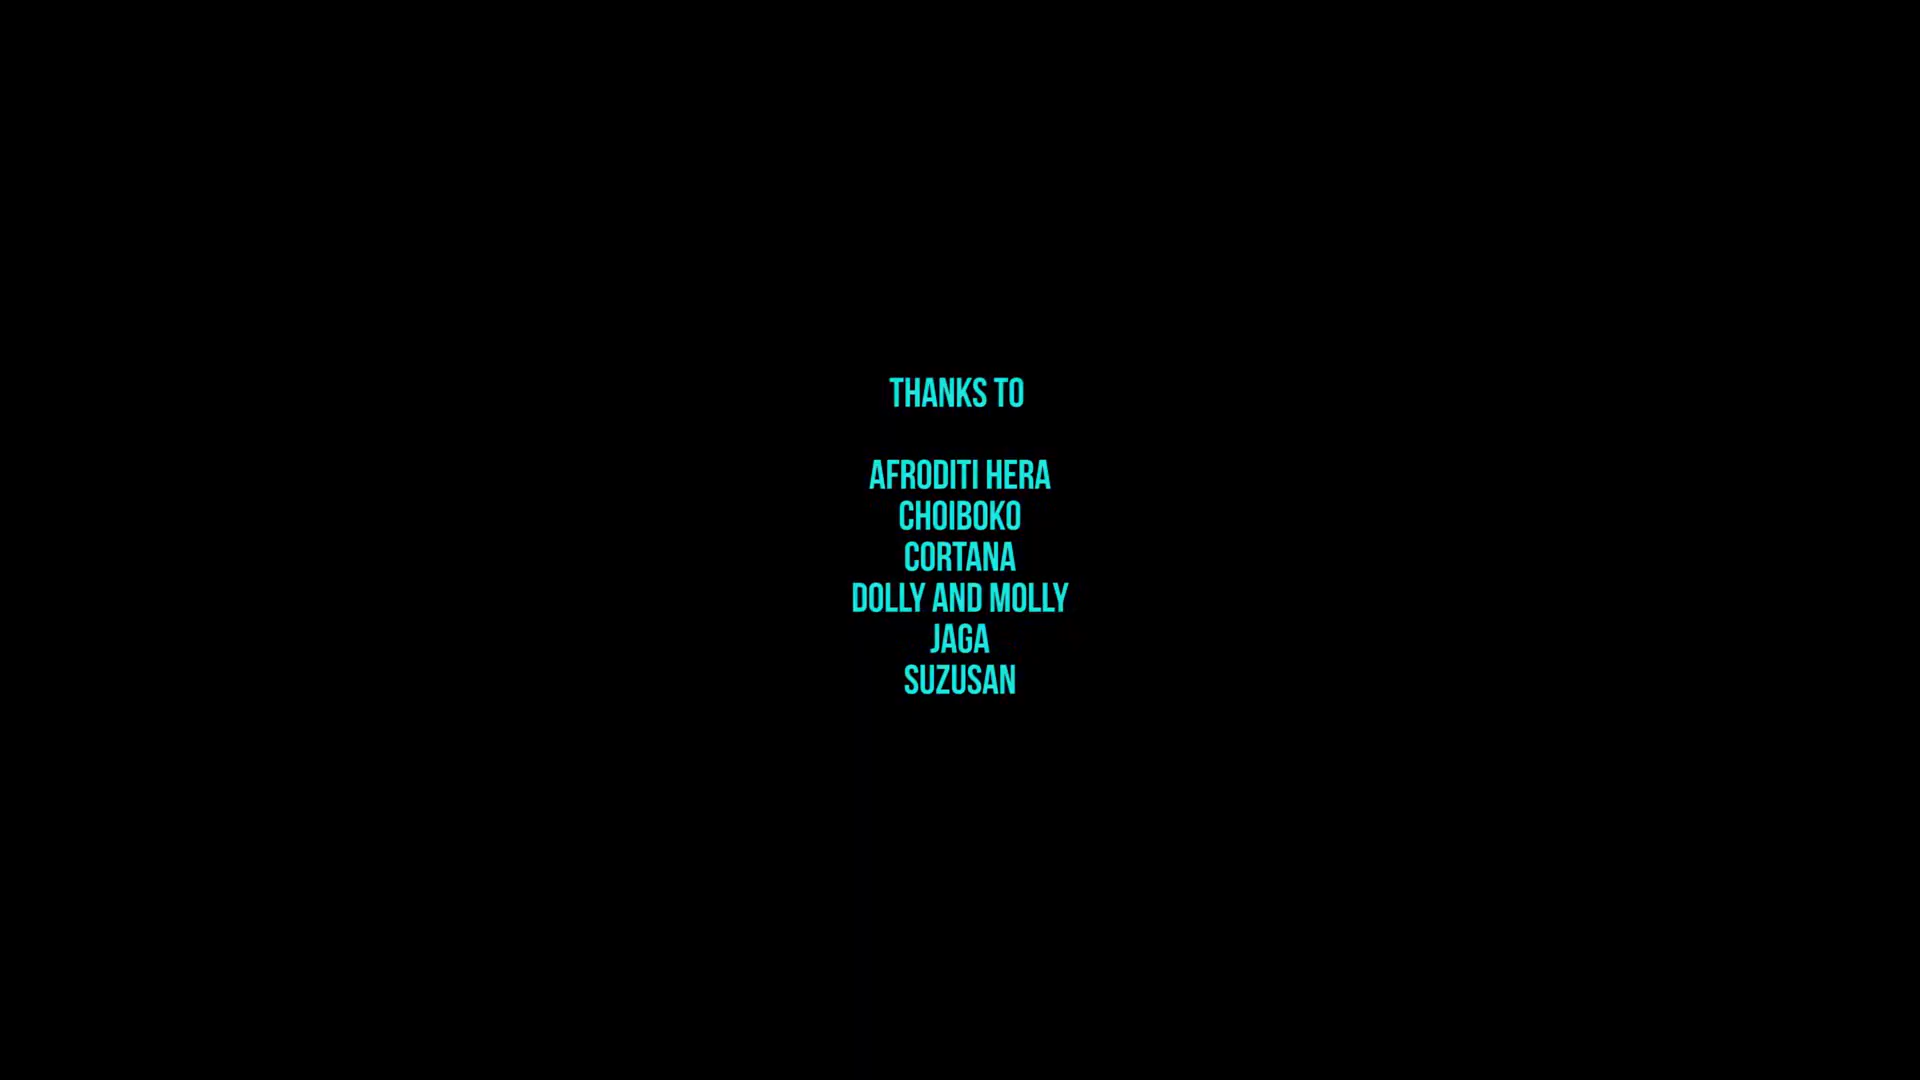 THANKS TO
AFRODITI HERA
CHOIBOKO
CORTANA
DOLLY AND MOLLY
JAGA
SUZUSAN